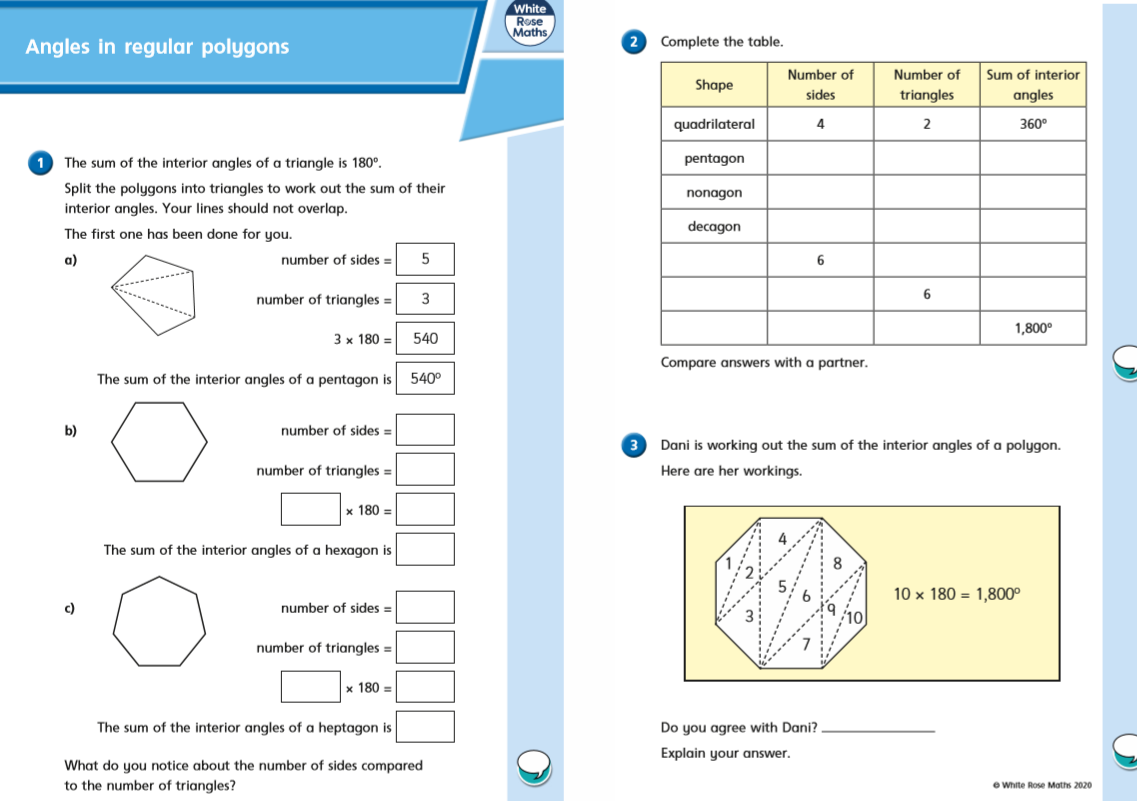 Angles in regular polygons
White
Rose
Maths
1 The sum of the interior angles of a triangle is 180°.
Split the polygons into triangles to work out the sum of their
interior angles. Your lines should not overlap.
The first one has been done for you.
a) number of sides = 5
number of triangles = 3
3 × 180 = 540
The sum of the interior angles of a pentagon is 540°
b) number of sides =
number of triangles =
× 180 =
The sum of the interior angles of a hexagon is
c) number of sides =
number of triangles =
× 180 =
The sum of the interior angles of a heptagon is
What do you notice about the number of sides compared
to the number of triangles?
2 Complete the table.
Shape Number of sides Number of triangles Sum of interior angles
quadrilateral 4 2 360°
pentagon
nonagon
decagon
6
6
1,800°
Compare answers with a partner.
3 Dani is working out the sum of the interior angles of a polygon.
Here are her workings.
1 2 3 4 5 6 7 8 9 10
10 × 180 = 1,800°
Do you agree with Dani?
Explain your answer.
© White Rose Maths 2020